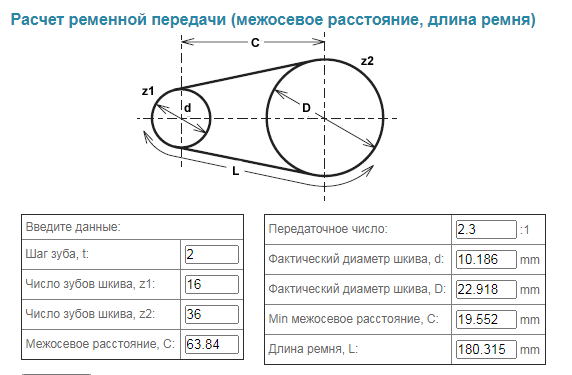 Расчет ременной передачи (межосевое расстояние, длина ремня)
C
z2
z1
d
D
L
Введите данные:
Шаг зуба, t: 2
Число зубов шкива, z1: 16
Число зубов шкива, z2: 36
Межосевое расстояние, C: 63.84
Передаточное число: 2.3 :1
Фактический диаметр шкива, d: 10.186 mm
Фактический диаметр шкива, D: 22.918 mm
Min межосевое расстояние, C: 19.552 mm
Длина ремня, L: 180.315 mm